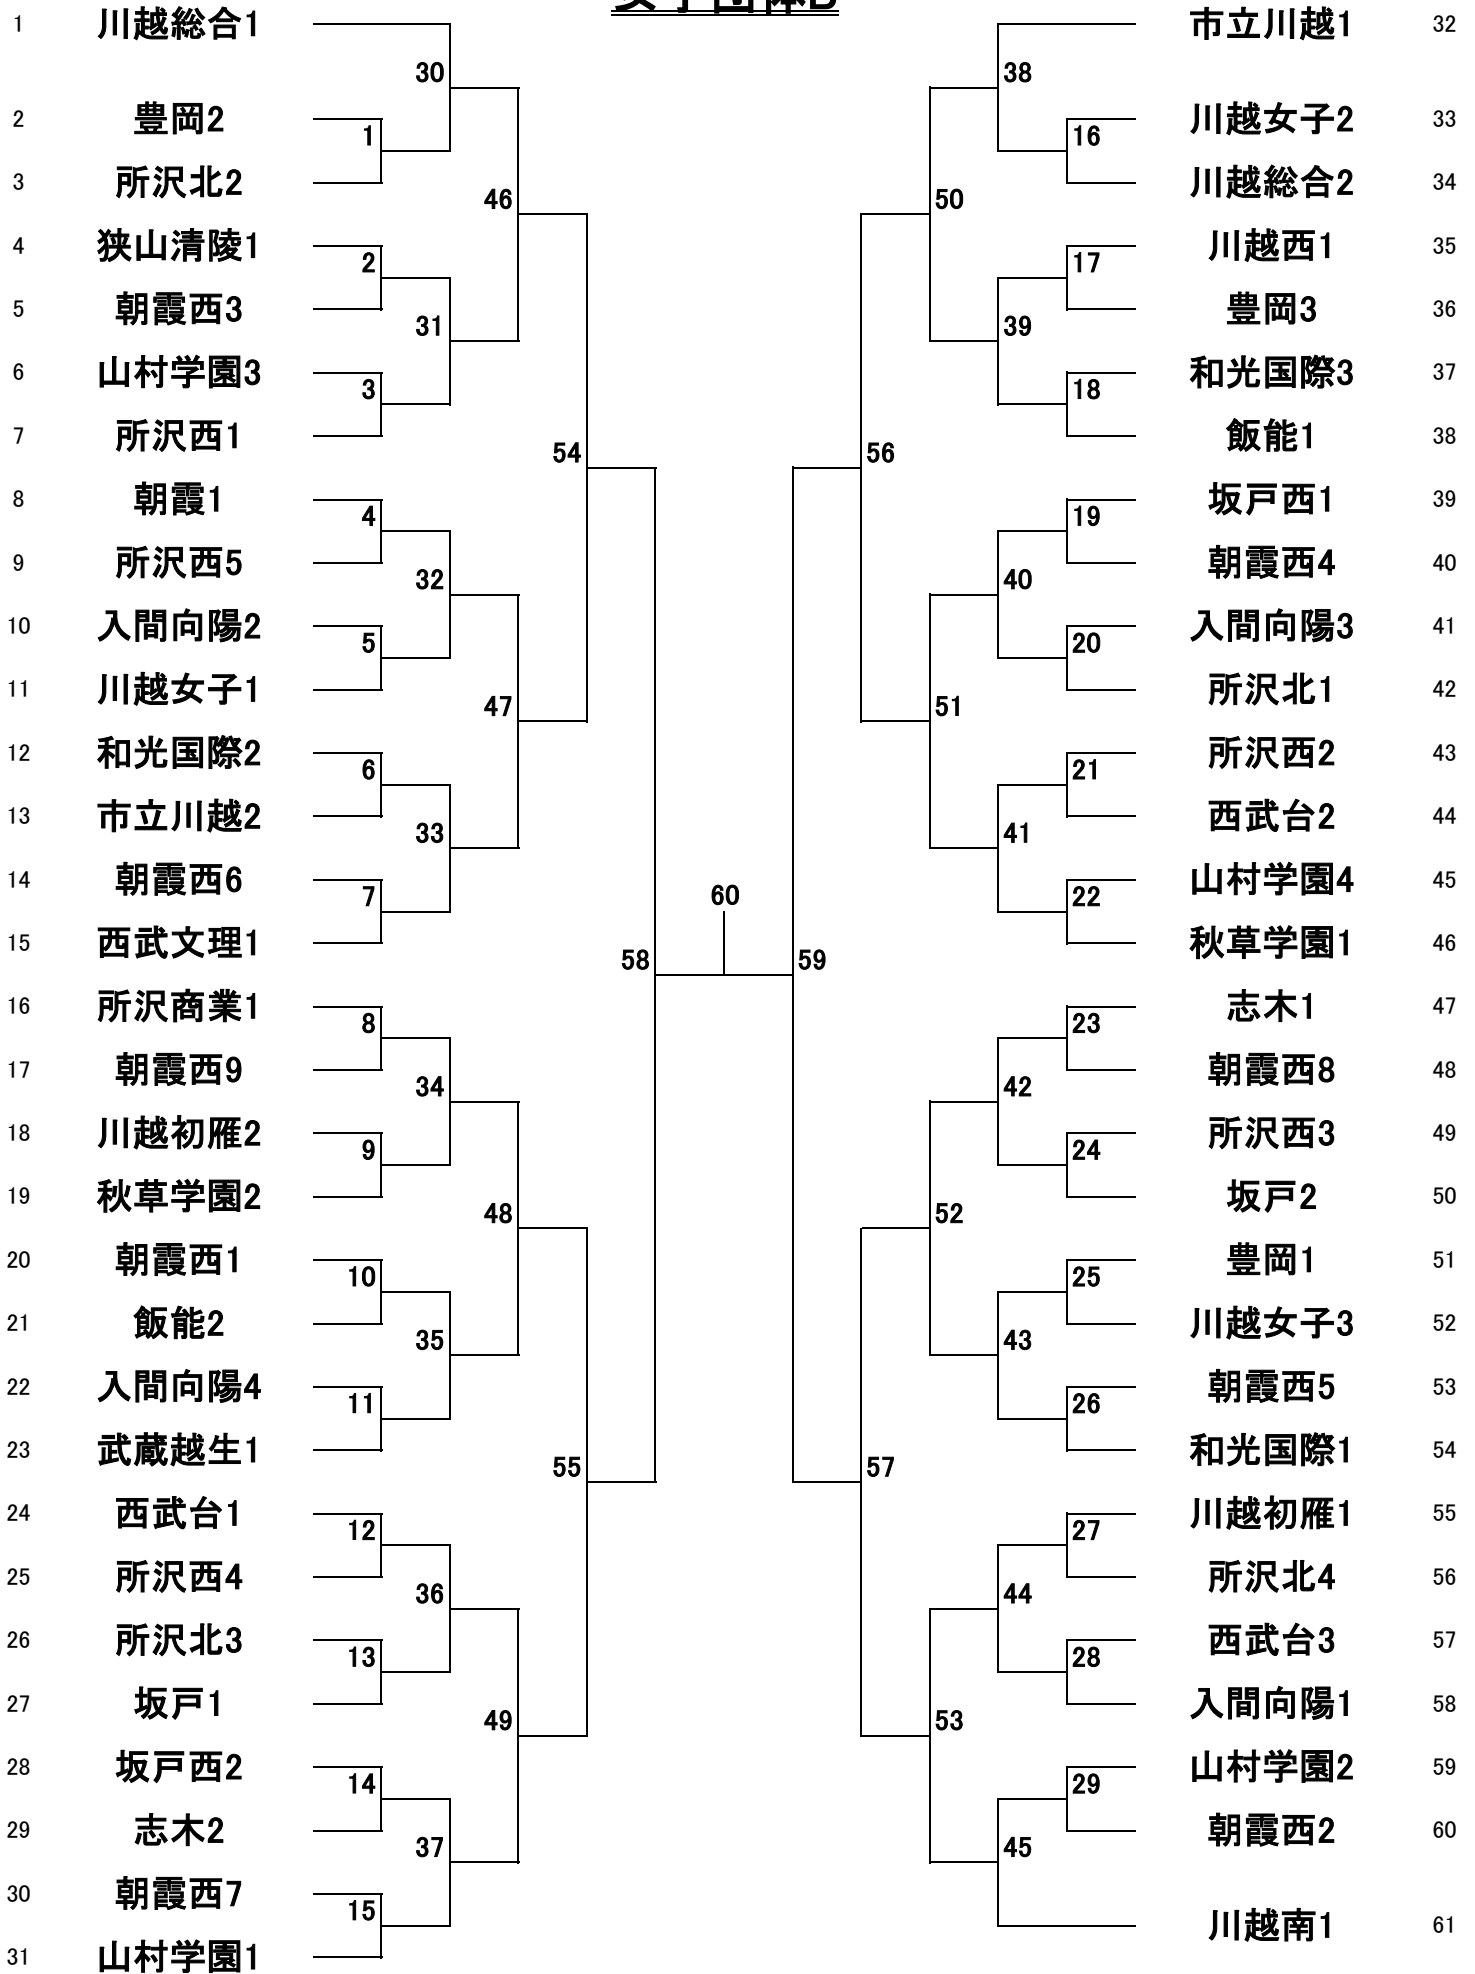 女子団体B
1 川越総合1
2 豊岡2
3 所沢北2
4 狭山清陵1
5 朝霞西3
6 山村学園3
7 所沢西1
8 朝霞1
9 所沢西5
10 入間向陽2
11 川越女子1
12 和光国際2
13 市立川越2
14 朝霞西6
15 西武文理1
16 所沢商業1
17 朝霞西9
18 川越初雁2
19 秋草学園2
20 朝霞西1
21 飯能2
22 入間向陽4
23 武蔵越生1
24 西武台1
25 所沢西4
26 所沢北3
27 坂戸1
28 坂戸西2
29 志木2
30 朝霞西7
31 山村学園1
1
2
3
4
5
6
7
8
9
10
11
12
13
14
15
30
31
32
33
34
35
36
37
46
47
48
49
54
55
58
60
59
56
57
50
51
52
53
38
39
40
41
42
43
44
45
16
17
18
19
20
21
22
23
24
25
26
27
28
29
市立川越1 32
川越女子2 33
川越総合2 34
川越西1 35
豊岡3 36
和光国際3 37
飯能1 38
坂戸西1 39
朝霞西4 40
入間向陽3 41
所沢北1 42
所沢西2 43
西武台2 44
山村学園4 45
秋草学園1 46
志木1 47
朝霞西8 48
所沢西3 49
坂戸2 50
豊岡1 51
川越女子3 52
朝霞西5 53
和光国際1 54
川越初雁1 55
所沢北4 56
西武台3 57
入間向陽1 58
山村学園2 59
朝霞西2 60
川越南1 61